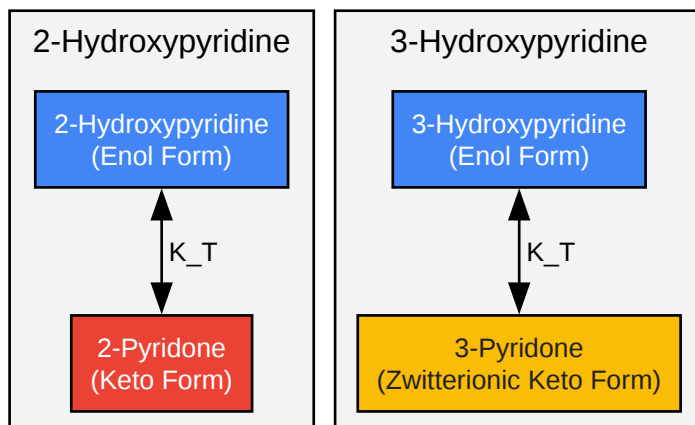 2-Hydroxypyridine
2-Hydroxypyridine
(Enol Form)
K_T
2-Pyridone
(Keto Form)
3-Hydroxypyridine
3-Hydroxypyridine
(Enol Form)
K_T
3-Pyridone
(Zwitterionic Keto Form)